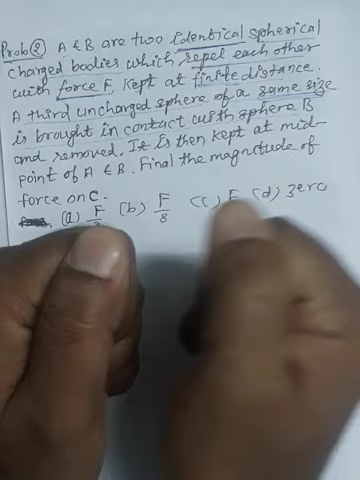 Prob② A & B are two identical spherical
charged bodies which repel each other
with force F, kept at finite distance.
A third uncharged sphere of a same size
is brought in contact with sphere B
and removed. It is then kept at mid-
point of A & B. Final the magnitude of
force on C.
(a) F (b) F/8 (c) F (d) zero